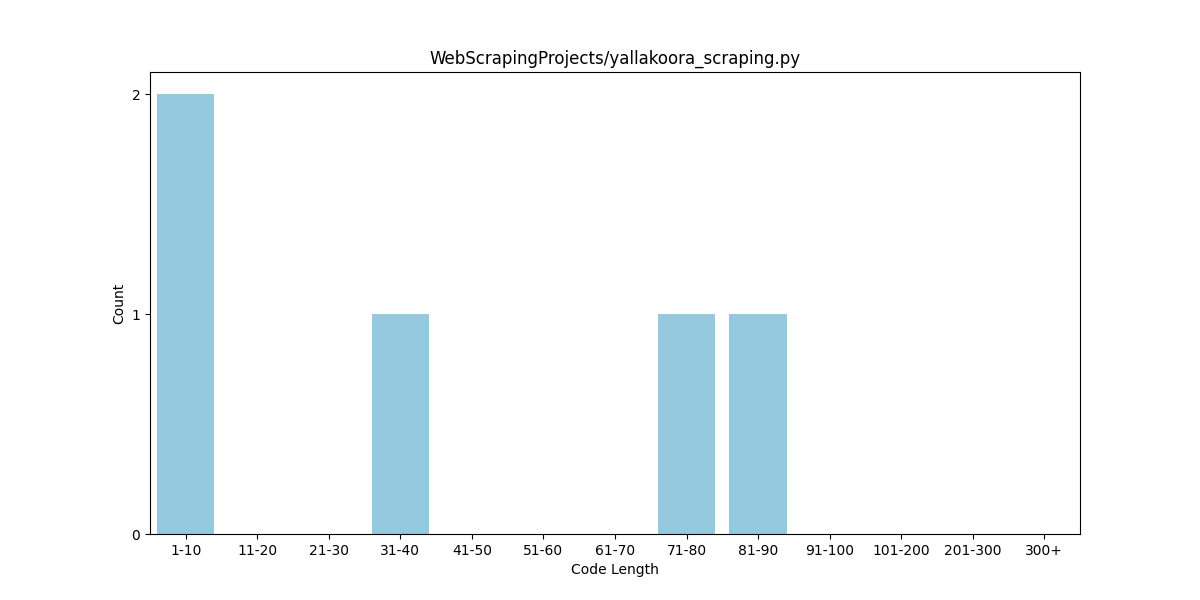 WebScrapingProjects/yallakoora_scraping.py
2
1
0
Count
1-10 11-20 21-30 31-40 41-50 51-60 61-70 71-80 81-90 91-100 101-200 201-300 300+
Code Length